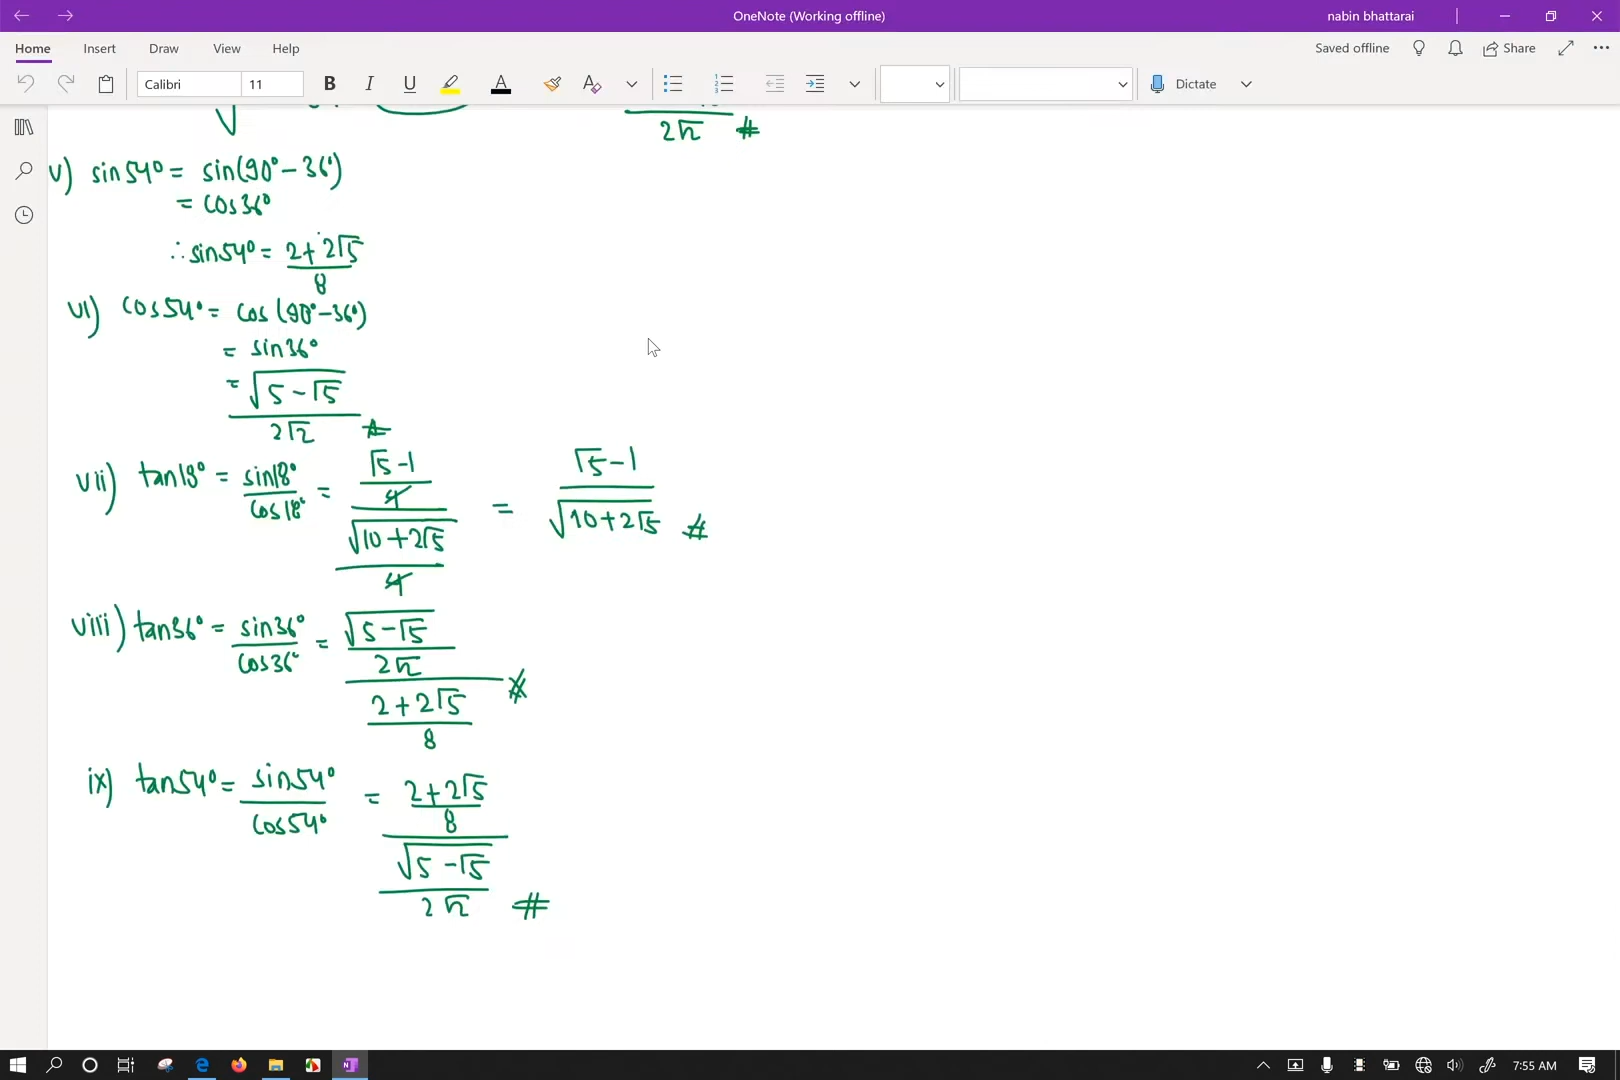 OneNote (Working offline)
nabin bhattarai
Home Insert Draw View Help
Saved offline
Share
Calibri 11 B I U A Dictate
2√2 #
v) sin54° = sin(90°-36°)
= cos36°
∴ sin54° = (2+2√5)/8
vi) cos54° = cos(90°-36°)
= sin36°
= √(5-√5)/2√2
vii) tan18° = sin18°/cos18° = ((√5-1)/4)/(√(10+2√5)/4) = (√5-1)/√(10+2√5) #
viii) tan36° = sin36°/cos36° = (√(5-√5)/2√2)/((2+2√5)/8)
ix) tan54° = sin54°/cos54° = ((2+2√5)/8)/(√(5-√5)/2√2) #
7:55 AM